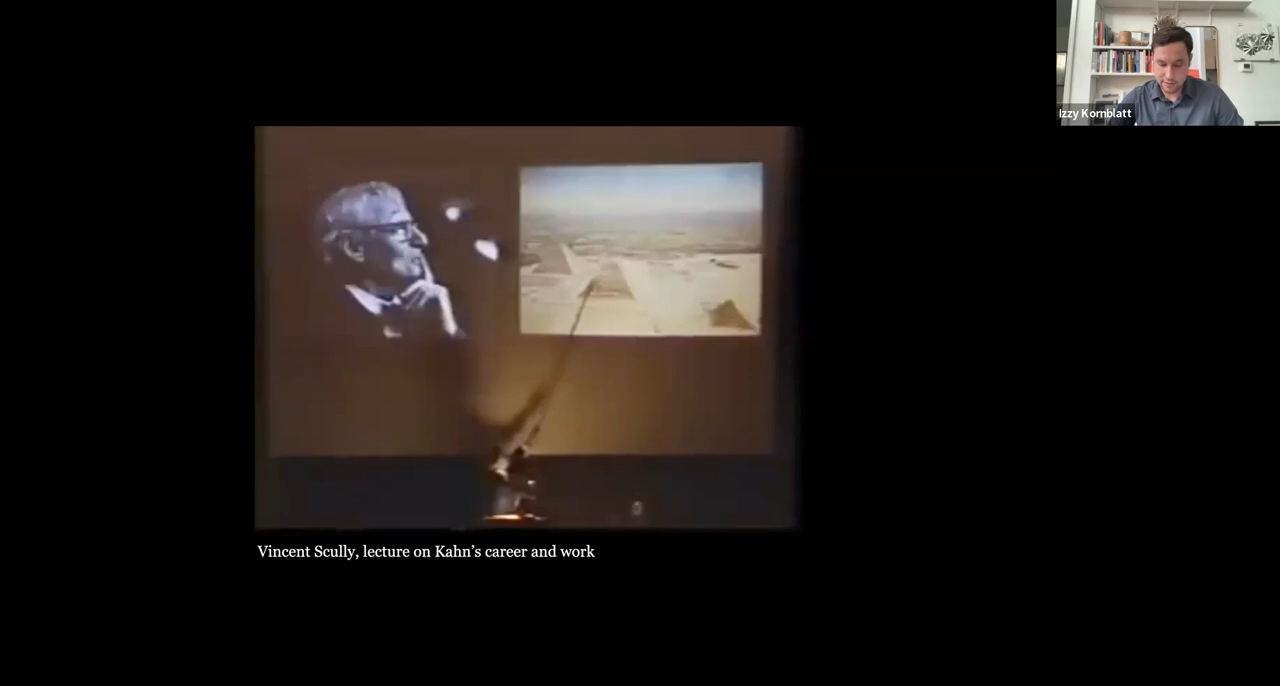 Izzy Kornblatt
Vincent Scully, lecture on Kahn’s career and work